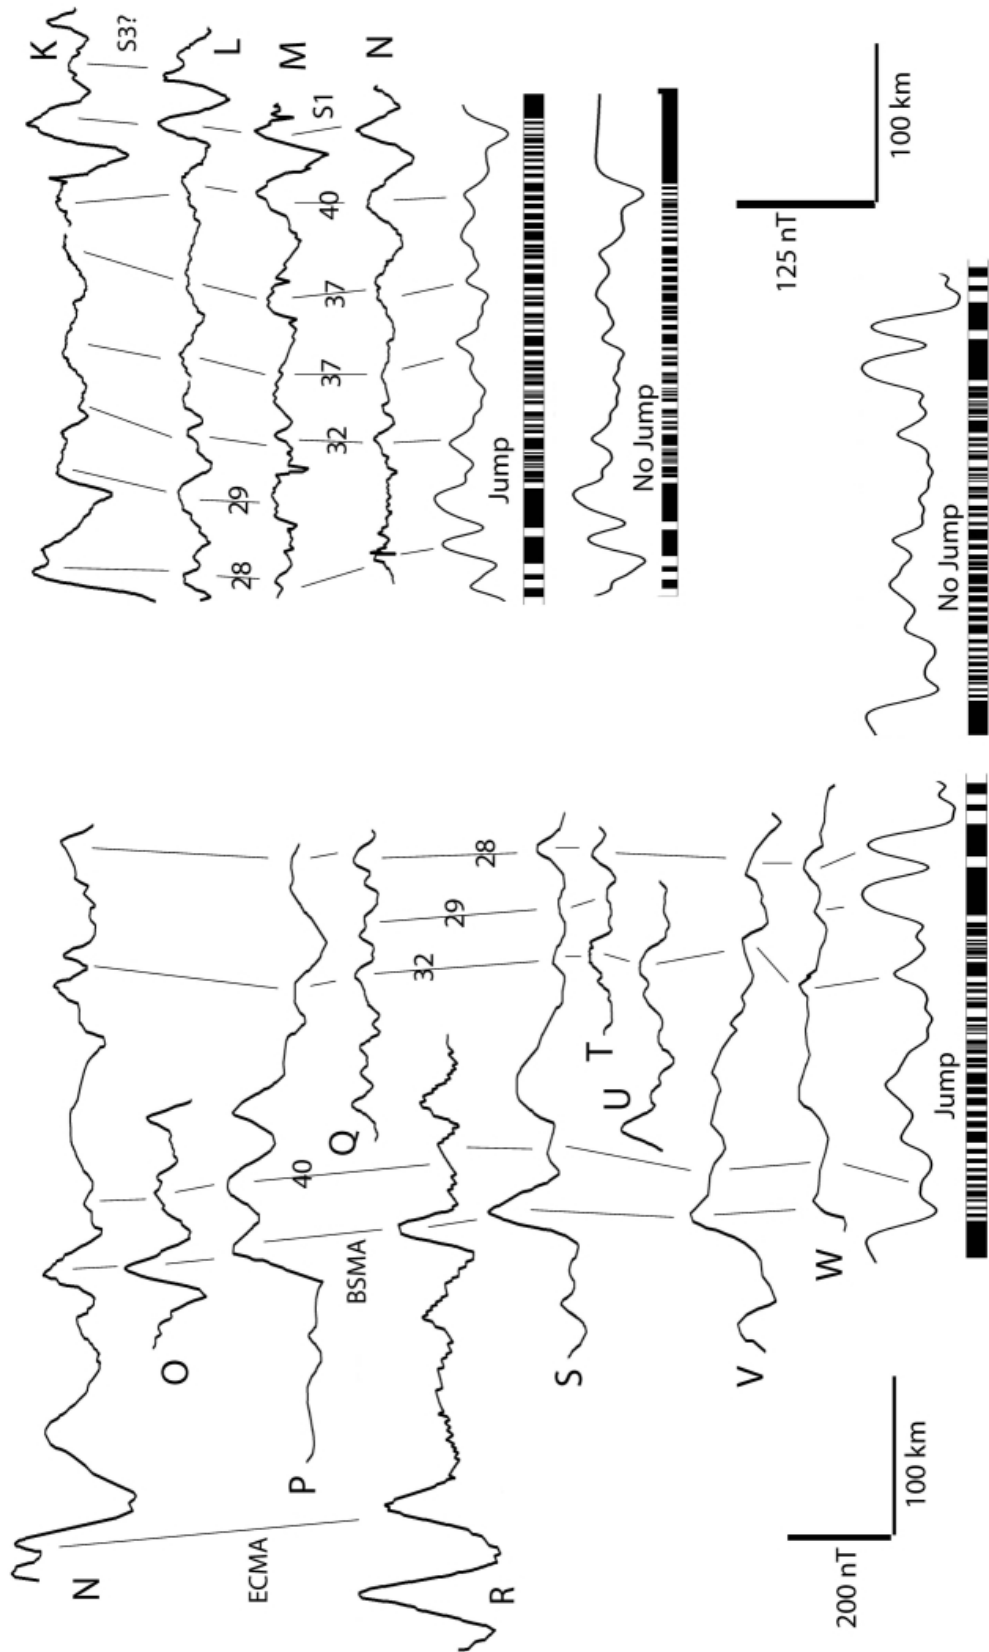 K
S3?
L
M
N
S1
40
37
37
32
29
28
Jump
No Jump
125 nT
100 km
No Jump
28
29
32
T
U
Q
40
BSMA
O
P
S
V
W
Jump
N
ECMA
R
200 nT
100 km